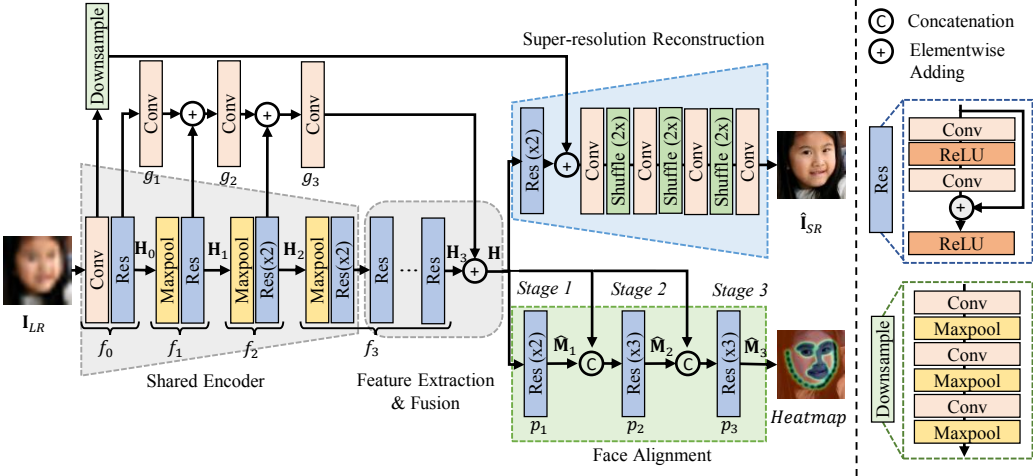 Downsample
Super-resolution Reconstruction
C Concatenation
+ Elementwise
Adding
Conv
+
Conv
+
Conv
g₁
g₂
g₃
Res (x2)
+
Conv
Shuffle (2x)
Conv
Shuffle (2x)
Conv
Shuffle (2x)
Conv
Î_SR
I_LR
Conv
Res
H₀
Maxpool
Res
H₁
Maxpool
Res(x2)
H₂
Maxpool
Res(x2)
Res
...
Res
H₃
+
H
f₀
f₁
f₂
f₃
Shared Encoder
Feature Extraction
& Fusion
Stage 1
Stage 2
Stage 3
Res (x2)
M̂₁
C
Res (x3)
M̂₂
C
Res (x3)
M̂₃
p₁
p₂
p₃
Heatmap
Face Alignment
Res
Conv
ReLU
Conv
+
ReLU
Downsample
Conv
Maxpool
Conv
Maxpool
Conv
Maxpool